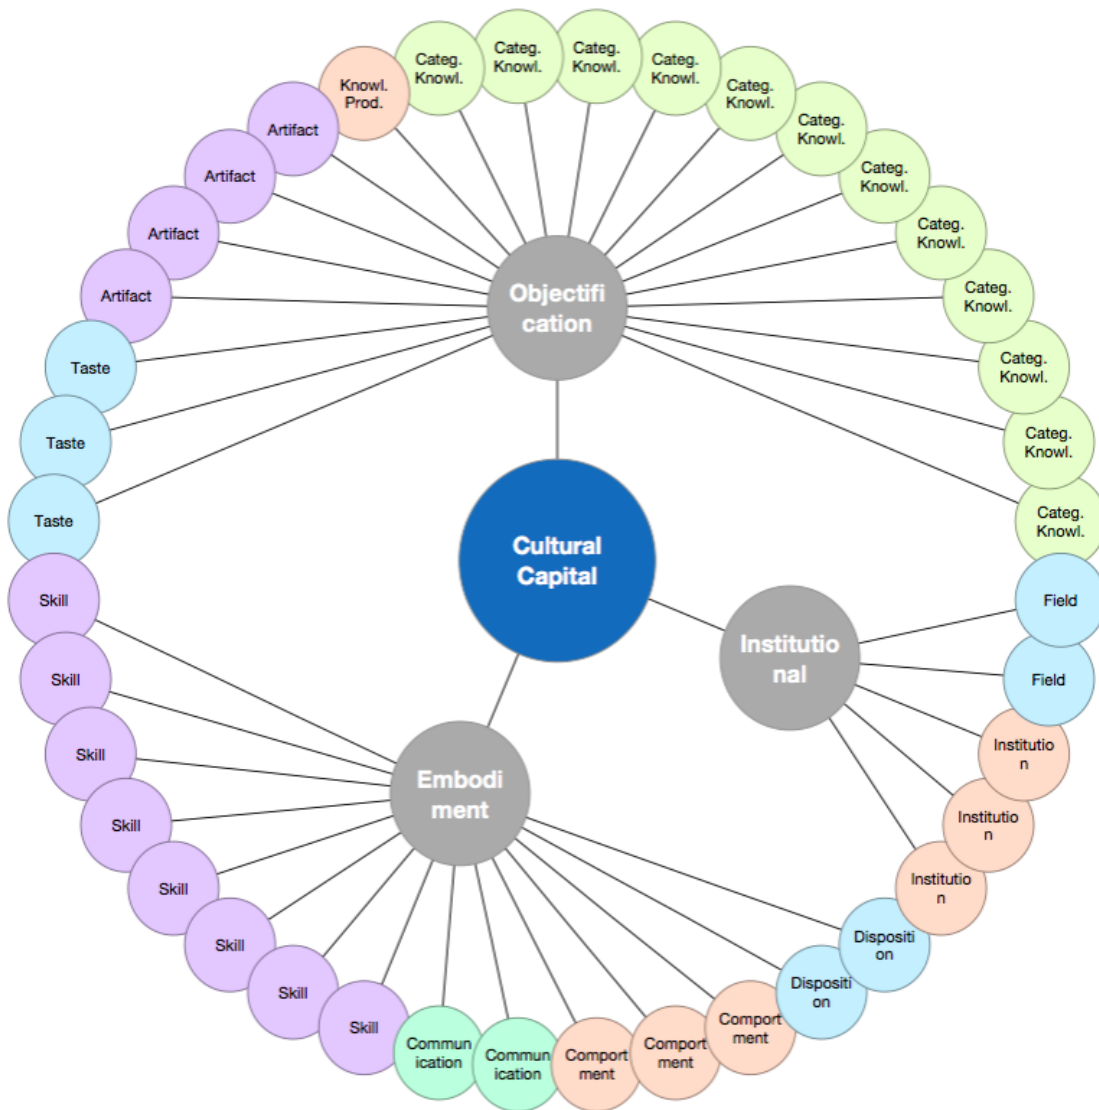 Categ.
Knowl.
Categ.
Knowl.
Categ.
Knowl.
Categ.
Knowl.
Knowl.
Prod.
Categ.
Knowl.
Artifact
Categ.
Knowl.
Artifact
Categ.
Knowl.
Artifact
Categ.
Knowl.
Artifact
Objectifi
cation
Categ.
Knowl.
Taste
Categ.
Knowl.
Taste
Categ.
Knowl.
Taste
Categ.
Knowl.
Cultural
Capital
Skill
Field
Institutio
nal
Skill
Field
Skill
Institutio
n
Embodi
ment
Skill
Institutio
n
Skill
Institutio
n
Skill
Dispositi
on
Skill
Dispositi
on
Skill
Comport
ment
Commun
ication
Commun
ication
Comport
ment
Comport
ment